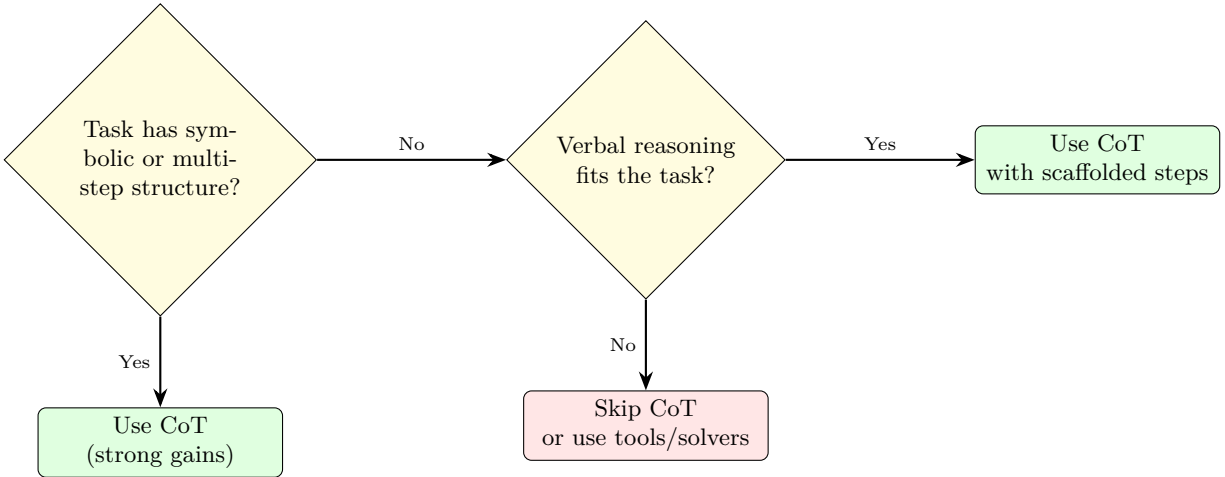 Task has sym-
bolic or multi-
step structure?
No
Verbal reasoning
fits the task?
Yes
Use CoT
with scaffolded steps
Yes
No
Use CoT
(strong gains)
Skip CoT
or use tools/solvers